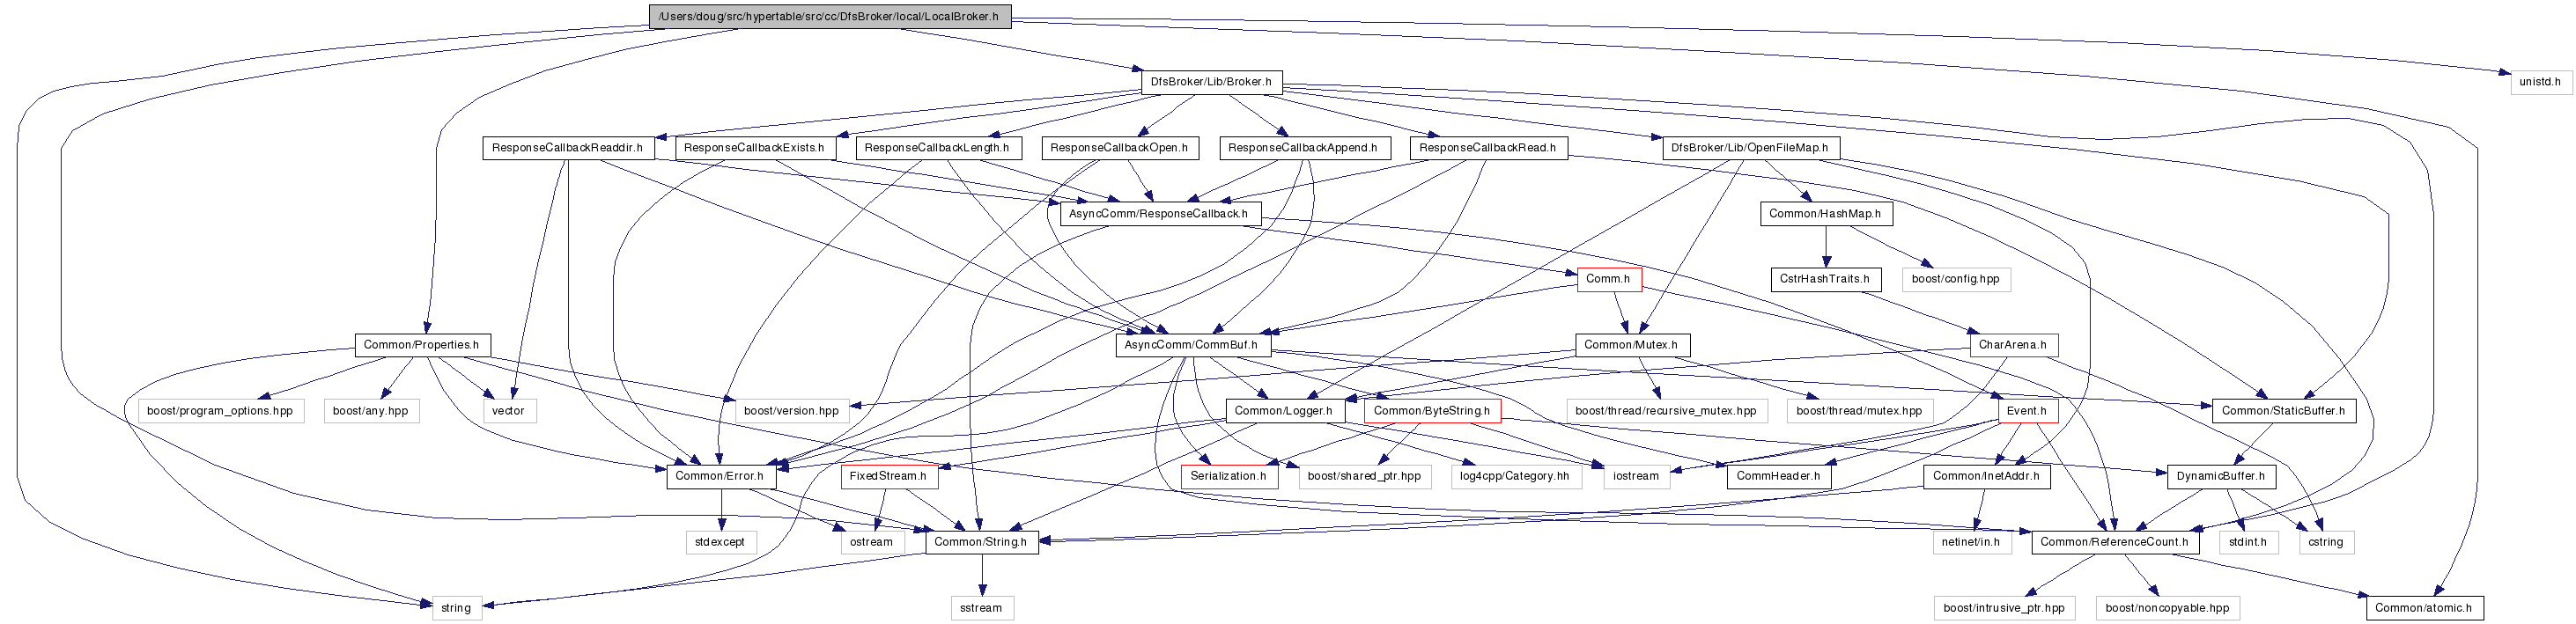 /Users/doug/src/hypertable/src/cc/DfsBroker/local/LocalBroker.h
DfsBroker/Lib/Broker.h
unistd.h
ResponseCallbackReaddir.h
ResponseCallbackExists.h
ResponseCallbackLength.h
ResponseCallbackOpen.h
ResponseCallbackAppend.h
ResponseCallbackRead.h
DfsBroker/Lib/OpenFileMap.h
AsyncComm/ResponseCallback.h
Common/HashMap.h
Comm.h
CstrHashTraits.h
boost/config.hpp
Common/Properties.h
AsyncComm/CommBuf.h
Common/Mutex.h
CharArena.h
boost/program_options.hpp
boost/any.hpp
vector
boost/version.hpp
Common/Logger.h
Common/ByteString.h
boost/thread/recursive_mutex.hpp
boost/thread/mutex.hpp
Event.h
Common/StaticBuffer.h
Common/Error.h
FixedStream.h
Serialization.h
boost/shared_ptr.hpp
log4cpp/Category.hh
iostream
CommHeader.h
Common/InetAddr.h
DynamicBuffer.h
stdexcept
ostream
Common/String.h
netinet/in.h
Common/ReferenceCount.h
stdint.h
cstring
string
sstream
boost/intrusive_ptr.hpp
boost/noncopyable.hpp
Common/atomic.h